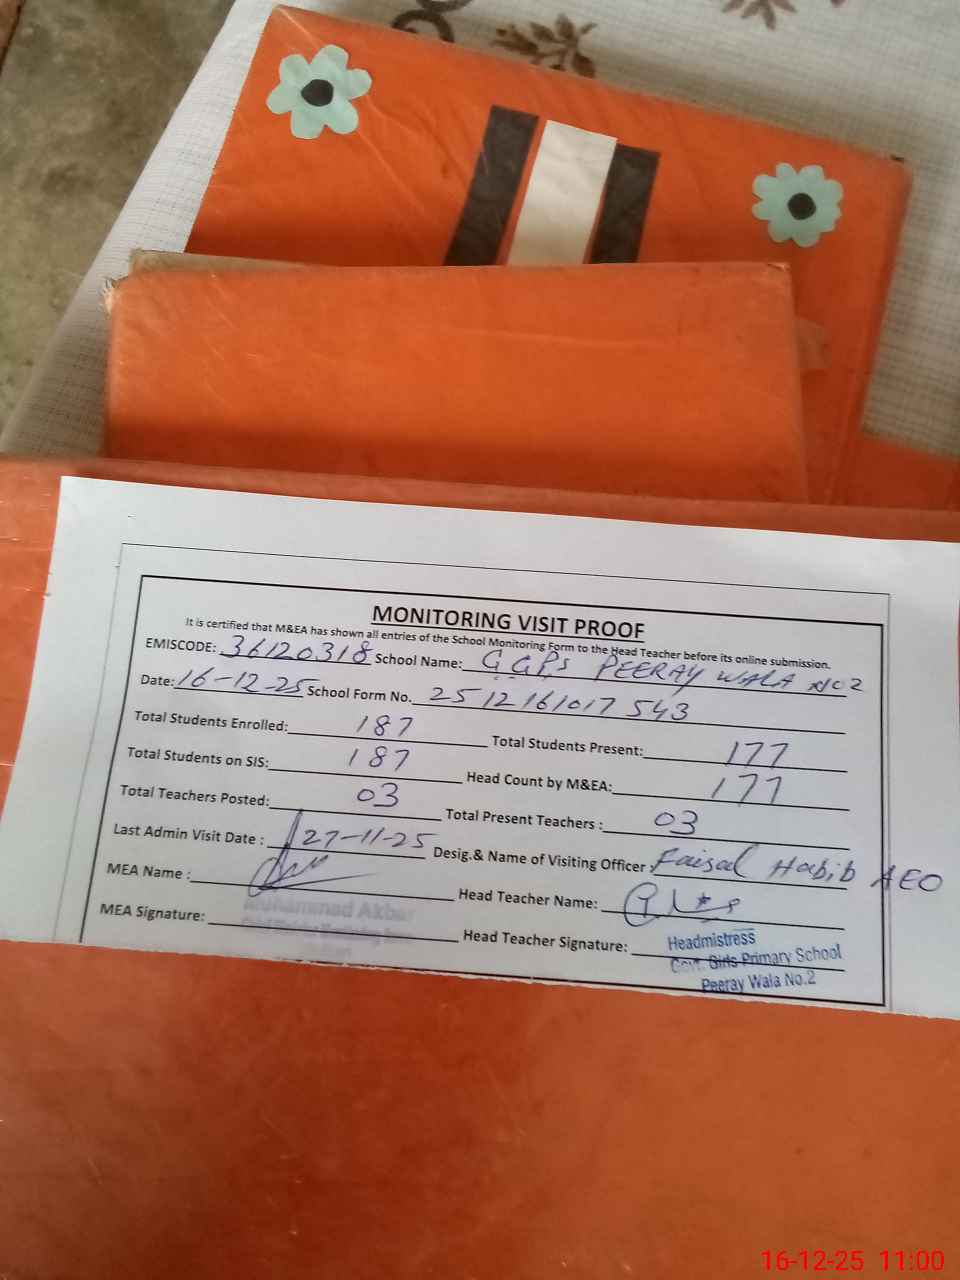 MONITORING VISIT PROOF
It is certified that M&EA has shown all entries of the School Monitoring Form to the Head Teacher before its online submission.
EMISCODE: 36120318 School Name: GGPS PEERAY WALA NO 2
Date: 16-12-25 School Form No. 2512161017543
Total Students Enrolled: 187 Total Students Present: 177
Total Students on SIS: 187 Head Count by M&EA: 177
Total Teachers Posted: 03 Total Present Teachers : 03
Last Admin Visit Date : 27-11-25 Desig.& Name of Visiting Officer : Faisal Habib AEO
MEA Name : Head Teacher Name:
Muhammad Akbar
MEA Signature: Head Teacher Signature:
Headmistress
Govt. Girls Primary School
Peeray Wala No.2
16-12-25 11:00